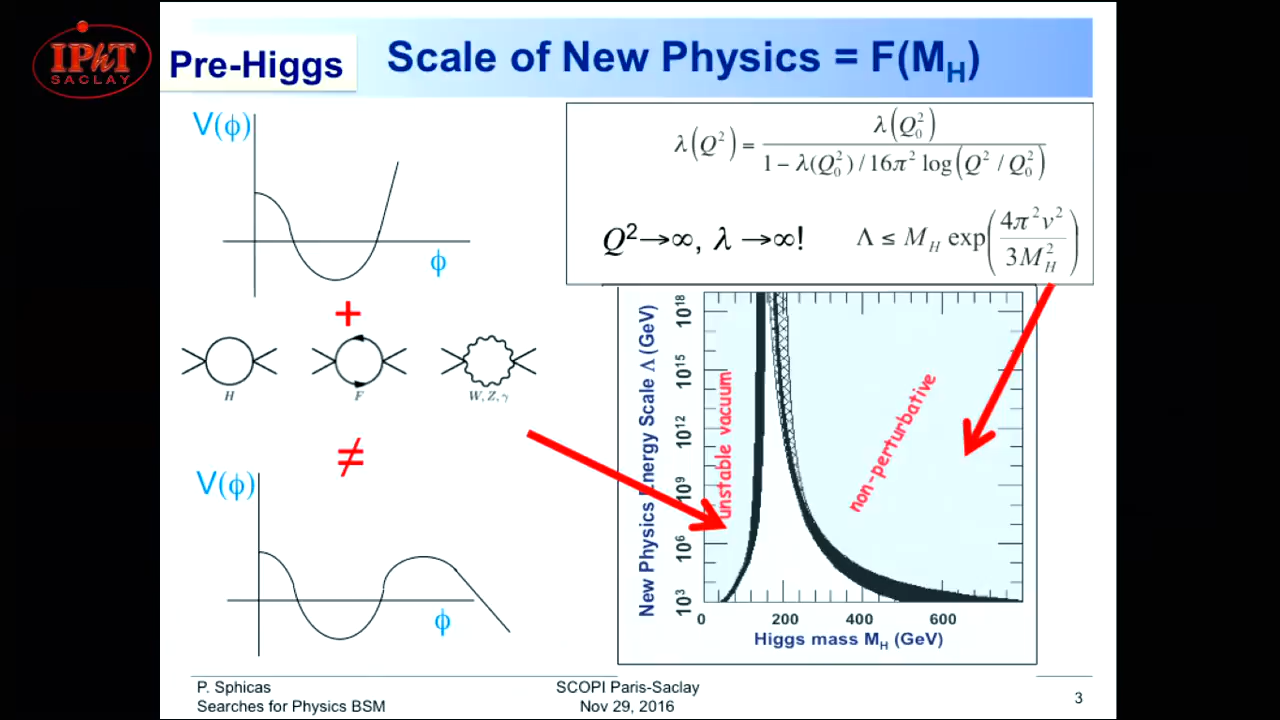 IPhT
SACLAY
Pre-Higgs
Scale of New Physics = F(M_H)
V(ϕ)
ϕ
+
H
F
W, Z, γ
≠
V(ϕ)
ϕ
λ(Q²) = λ(Q₀²) / 1 − λ(Q₀²) / 16π² log(Q² / Q₀²)
Q²→∞, λ →∞!
Λ ≤ M_H exp(4π²v² / 3M_H²)
New Physics Energy Scale Λ (GeV)
10¹⁸
10¹⁵
10¹²
10⁹
10⁶
10³
unstable vacuum
non-perturbative
0
200
400
600
Higgs mass M_H (GeV)
P. Sphicas
Searches for Physics BSM
SCOPI Paris-Saclay
Nov 29, 2016
3